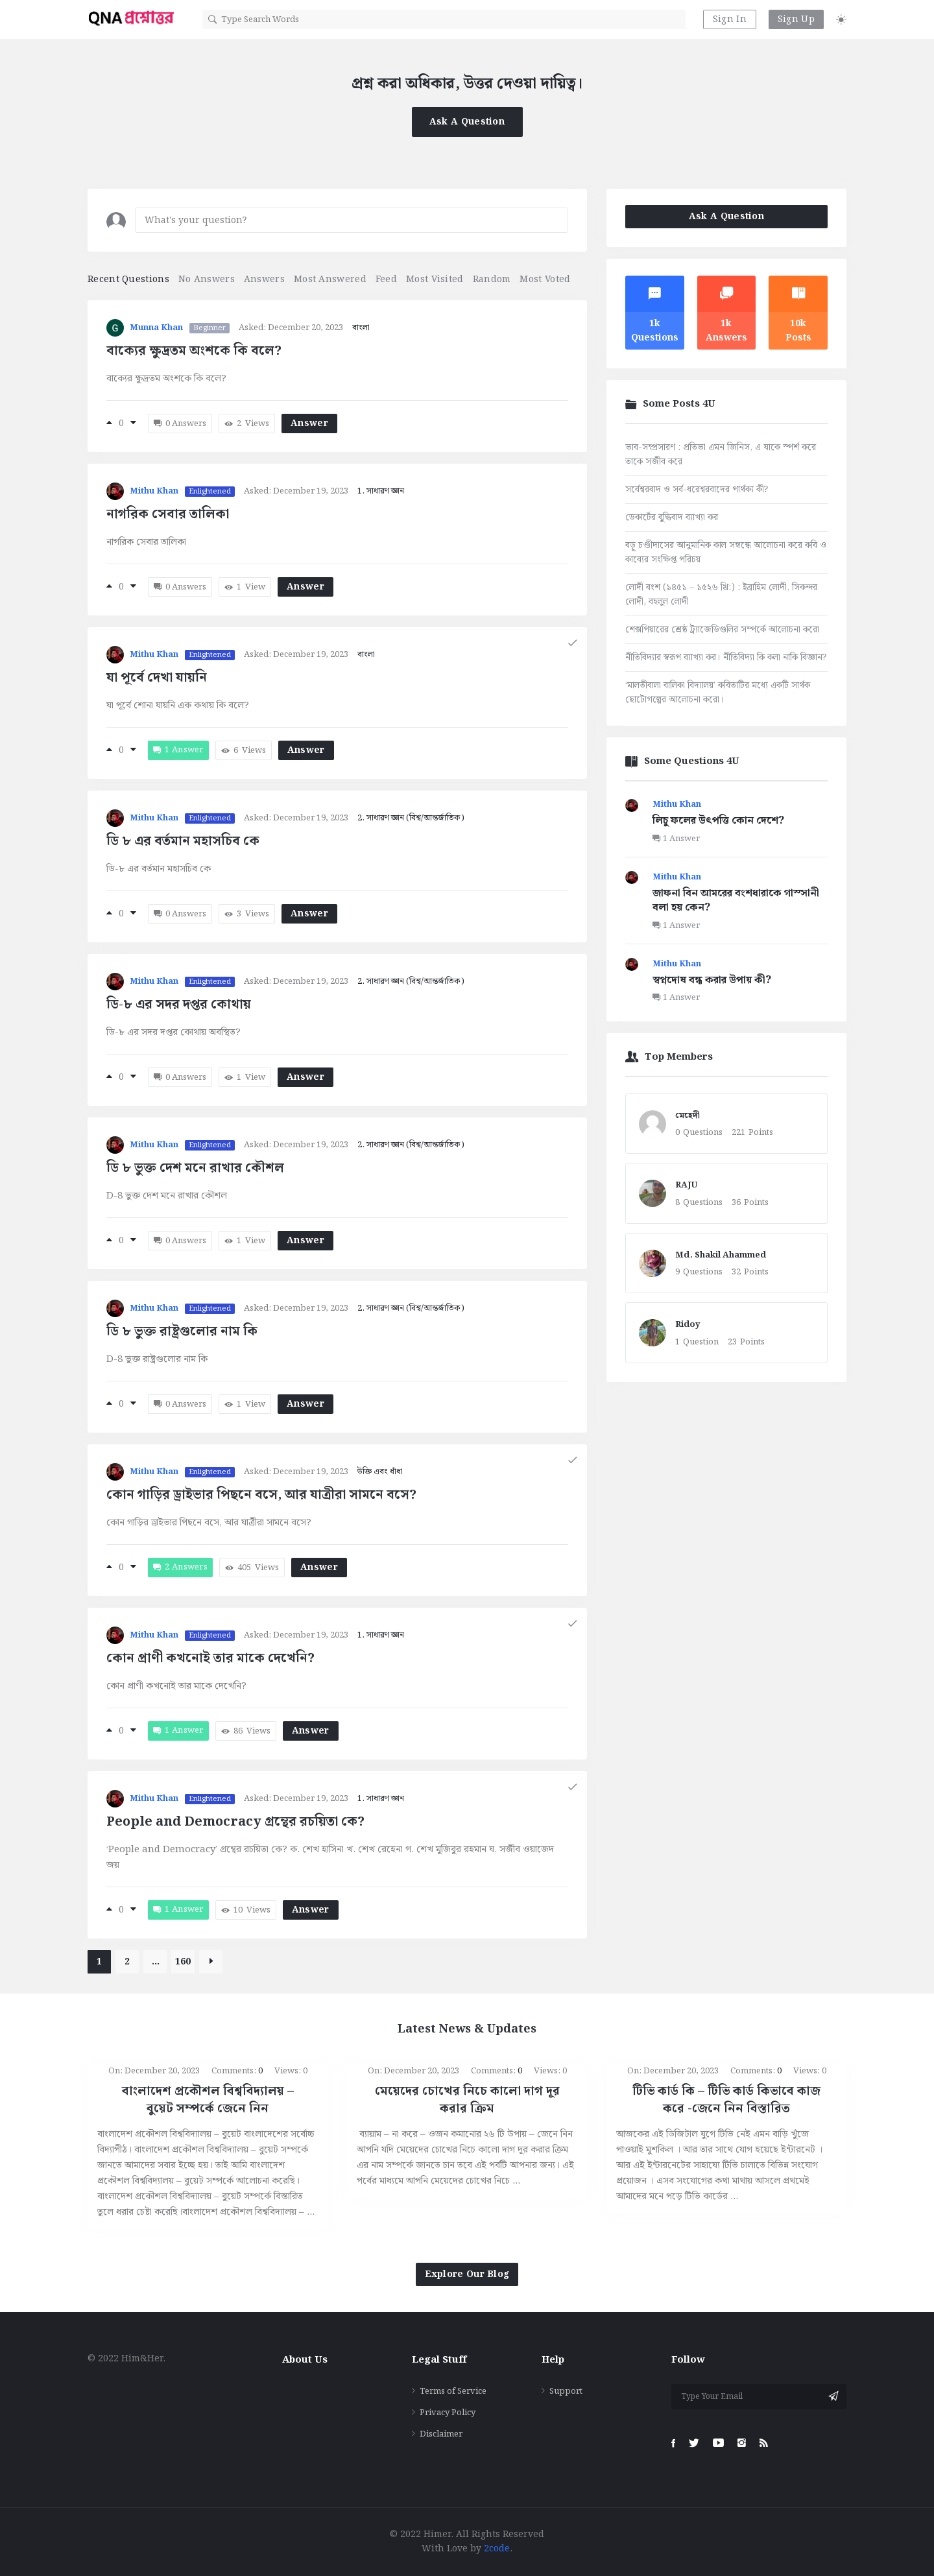 QNA প্রশ্নোত্তর
Type Search Words
Sign In
Sign Up
প্রশ্ন করা অধিকার, উত্তর দেওয়া দায়িত্ব।
Ask A Question
What's your question?
Recent Questions No Answers Answers Most Answered Feed Most Visited Random Most Voted
G Munna Khan Beginner Asked: December 20, 2023 বাংলা
বাক্যের ক্ষুদ্রতম অংশকে কি বলে?
বাক্যের ক্ষুদ্রতম অংশকে কি বলে?
0 0 Answers 2 Views Answer
Mithu Khan Enlightened Asked: December 19, 2023 1. সাধারণ জ্ঞান
নাগরিক সেবার তালিকা
নাগরিক সেবার তালিকা
0 0 Answers 1 View Answer
Mithu Khan Enlightened Asked: December 19, 2023 বাংলা
যা পূর্বে দেখা যায়নি
যা পূর্বে শোনা যায়নি এক কথায় কি বলে?
0 1 Answer 6 Views Answer
Mithu Khan Enlightened Asked: December 19, 2023 2. সাধারণ জ্ঞান (বিশ্ব/আন্তর্জাতিক)
ডি ৮ এর বর্তমান মহাসচিব কে
ডি-৮ এর বর্তমান মহাসচিব কে
0 0 Answers 3 Views Answer
Mithu Khan Enlightened Asked: December 19, 2023 2. সাধারণ জ্ঞান (বিশ্ব/আন্তর্জাতিক)
ডি-৮ এর সদর দপ্তর কোথায়
ডি-৮ এর সদর দপ্তর কোথায় অবস্থিত?
0 0 Answers 1 View Answer
Mithu Khan Enlightened Asked: December 19, 2023 2. সাধারণ জ্ঞান (বিশ্ব/আন্তর্জাতিক)
ডি ৮ ভুক্ত দেশ মনে রাখার কৌশল
D-8 ভুক্ত দেশ মনে রাখার কৌশল
0 0 Answers 1 View Answer
Mithu Khan Enlightened Asked: December 19, 2023 2. সাধারণ জ্ঞান (বিশ্ব/আন্তর্জাতিক)
ডি ৮ ভুক্ত রাষ্ট্রগুলোর নাম কি
D-8 ভুক্ত রাষ্ট্রগুলোর নাম কি
0 0 Answers 1 View Answer
Mithu Khan Enlightened Asked: December 19, 2023 উক্তি এবং ধাঁধা
কোন গাড়ির ড্রাইভার পিছনে বসে, আর যাত্রীরা সামনে বসে?
কোন গাড়ির ড্রাইভার পিছনে বসে, আর যাত্রীরা সামনে বসে?
0 2 Answers 405 Views Answer
Mithu Khan Enlightened Asked: December 19, 2023 1. সাধারণ জ্ঞান
কোন প্রাণী কখনোই তার মাকে দেখেনি?
কোন প্রাণী কখনোই তার মাকে দেখেনি?
0 1 Answer 86 Views Answer
Mithu Khan Enlightened Asked: December 19, 2023 1. সাধারণ জ্ঞান
People and Democracy গ্রন্থের রচয়িতা কে?
‘People and Democracy’ গ্রন্থের রচয়িতা কে? ক. শেখ হাসিনা খ. শেখ রেহেনা গ. শেখ মুজিবুর রহমান ঘ. সজীব ওয়াজেদ
জয়
0 1 Answer 10 Views Answer
1 2 ... 160
Ask A Question
1k
Questions
1k
Answers
10k
Posts
Some Posts 4U
ভাব-সম্প্রসারণ : প্রতিভা এমন জিনিস, এ যাকে স্পর্শ করে
তাকে সজীব করে
সর্বেশ্বরবাদ ও সর্ব-ধরেশ্বরবাদের পার্থক্য কী?
ডেকার্টের বুদ্ধিবাদ ব্যাখ্যা কর
বড়ু চণ্ডীদাসের আনুমানিক কাল সম্বন্ধে আলোচনা করে কবি ও
কাব্যের সংক্ষিপ্ত পরিচয়
লোদী বংশ (১৪৫১ – ১৫২৬ খ্রি:) : ইব্রাহিম লোদী, সিকন্দর
লোদী, বহলুল লোদী
শেক্সপিয়ারের শ্রেষ্ঠ ট্র্যাজেডিগুলির সম্পর্কে আলোচনা করো
নীতিবিদ্যার স্বরূপ ব্যাখ্যা কর। নীতিবিদ্যা কি কলা নাকি বিজ্ঞান?
‘মালতীবালা বালিকা বিদ্যালয়’ কবিতাটির মধ্যে একটি সার্থক
ছোটোগল্পের আলোচনা করো।
Some Questions 4U
Mithu Khan
লিচু ফলের উৎপত্তি কোন দেশে?
1 Answer
Mithu Khan
জাফনা বিন আমরের বংশধারাকে গাস্সানী
বলা হয় কেন?
1 Answer
Mithu Khan
স্বপ্নদোষ বন্ধ করার উপায় কী?
1 Answer
Top Members
মেহেদী
0 Questions 221 Points
RAJU
8 Questions 36 Points
Md. Shakil Ahammed
9 Questions 32 Points
Ridoy
1 Question 23 Points
Latest News & Updates
On: December 20, 2023 Comments: 0 Views: 0
বাংলাদেশ প্রকৌশল বিশ্ববিদ্যালয় –
বুয়েট সম্পর্কে জেনে নিন
বাংলাদেশ প্রকৌশল বিশ্ববিদ্যালয় – বুয়েট বাংলাদেশের সর্বোচ্চ
বিদ্যাপীঠ। বাংলাদেশ প্রকৌশল বিশ্ববিদ্যালয় – বুয়েট সম্পর্কে
জানতে আমাদের সবার ইচ্ছে হয়। তাই আমি বাংলাদেশ
প্রকৌশল বিশ্ববিদ্যালয় – বুয়েট সম্পর্কে আলোচনা করেছি।
বাংলাদেশ প্রকৌশল বিশ্ববিদ্যালয় – বুয়েট সম্পর্কে বিস্তারিত
তুলে ধরার চেষ্টা করেছি।বাংলাদেশ প্রকৌশল বিশ্ববিদ্যালয় – ...
On: December 20, 2023 Comments: 0 Views: 0
মেয়েদের চোখের নিচে কালো দাগ দূর
করার ক্রিম
ব্যায়াম – না করে – ওজন কমানোর ২৬ টি উপায় – জেনে নিন
আপনি যদি মেয়েদের চোখের নিচে কালো দাগ দূর করার ক্রিম
এর নাম সম্পর্কে জানতে চান তবে এই পর্বটি আপনার জন্য। এই
পর্বের মাধ্যমে আপনি মেয়েদের চোখের নিচে ...
On: December 20, 2023 Comments: 0 Views: 0
টিভি কার্ড কি – টিভি কার্ড কিভাবে কাজ
করে -জেনে নিন বিস্তারিত
আজকের এই ডিজিটাল যুগে টিভি নেই এমন বাড়ি খুঁজে
পাওয়াই মুশকিল । আর তার সাথে যোগ হয়েছে ইন্টারনেট ।
আর এই ইন্টারনেটের সাহায্যে টিভি চালাতে বিভিন্ন সংযোগ
প্রয়োজন । এসব সংযোগের কথা মাথায় আসলে প্রথমেই
আমাদের মনে পড়ে টিভি কার্ডের ...
Explore Our Blog
© 2022 Him&Her.
About Us
Legal Stuff
Terms of Service
Privacy Policy
Disclaimer
Help
Support
Follow
Type Your Email
© 2022 Himer. All Rights Reserved
With Love by 2code.